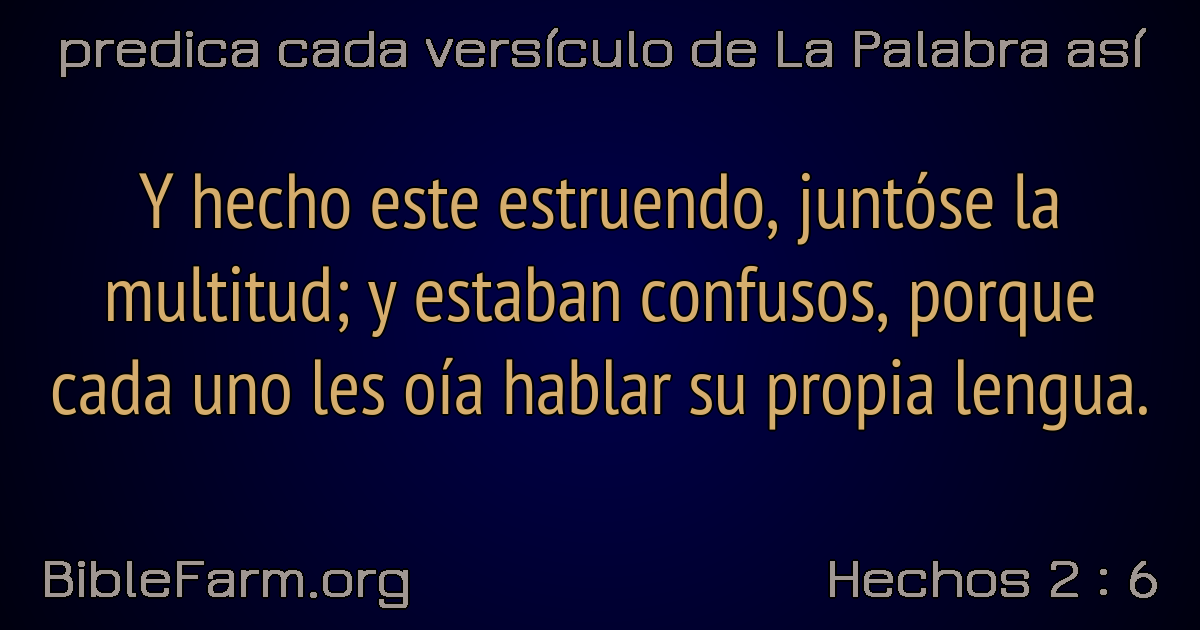 predica cada versículo de La Palabra así
Y hecho este estruendo, juntóse la
multitud; y estaban confusos, porque
cada uno les oía hablar su propia lengua.
BibleFarm.org
Hechos 2 : 6